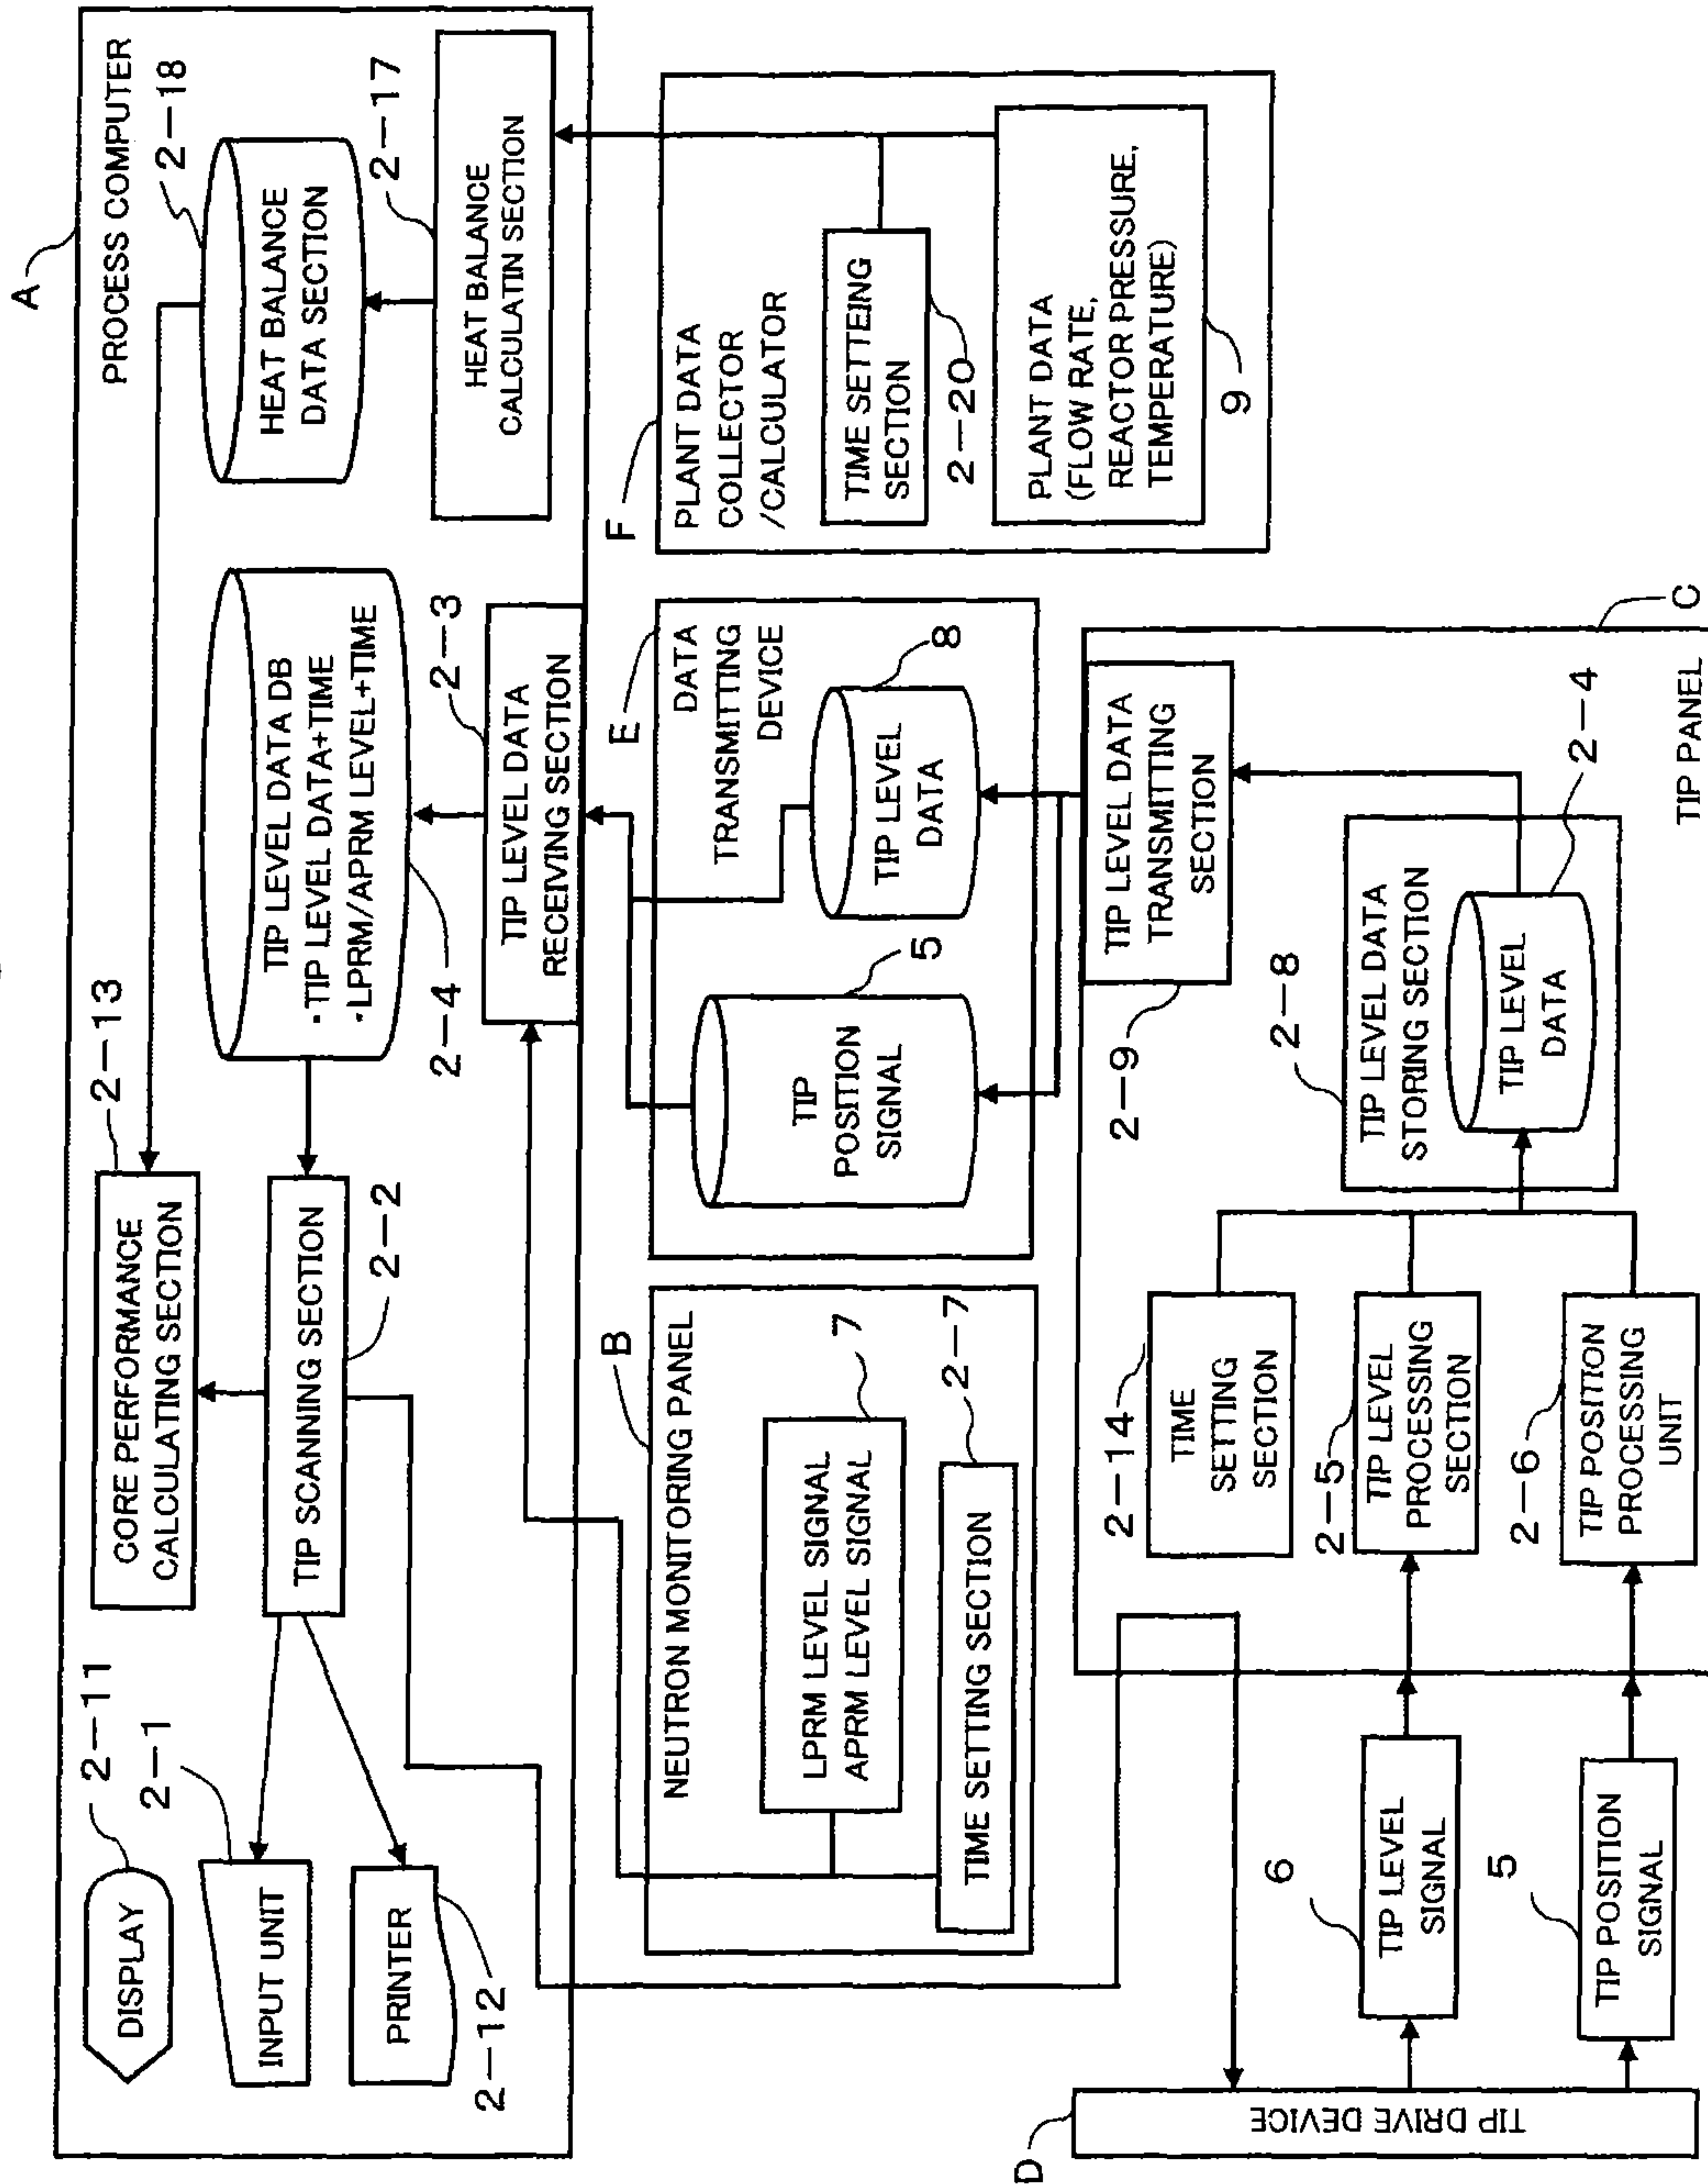 A
PROCESS COMPUTER
2-11
DISPLAY
2-1
INPUT UNIT
PRINTER
2-12
2-13
CORE PERFORMANCE
CALCULATING SECTION
TIP SCANNING SECTION
2-2
TIP LEVEL DATA DB
・TIP LEVEL DATA+TIME
・LPRM/APRM LEVEL+TIME
2-4
2-3
TIP LEVEL DATA
RECEIVING SECTION
2-18
HEAT BALANCE
DATA SECTION
2-17
HEAT BALANCE
CALCULATIN SECTION
B
NEUTRON MONITORING PANEL
7
LPRM LEVEL SIGNAL
APRM LEVEL SIGNAL
2-7
TIME SETTING SECTION
E
DATA
TRANSMITTING
DEVICE
5
TIP
POSITION
SIGNAL
8
TIP LEVEL
DATA
F
PLANT DATA
COLLECTOR
/CALCULATOR
TIME SETTEING
SECTION
2-20
PLANT DATA
(FLOW RATE,
REACTOR PRESSURE,
TEMPERATURE)
9
D
TIP DRIVE DEVICE
6
TIP LEVEL
SIGNAL
5
TIP POSITION
SIGNAL
2-14
TIME
SETTING
SECTION
2-5
TIP LEVEL
PROCESSING
SECTION
2-6
TIP POSITION
PROCESSING
UNIT
2-9
TIP LEVEL DATA
TRANSMITTING
SECTION
2-8
TIP LEVEL DATA
STORING SECTION
TIP LEVEL
DATA
2-4
C
TIP PANEL